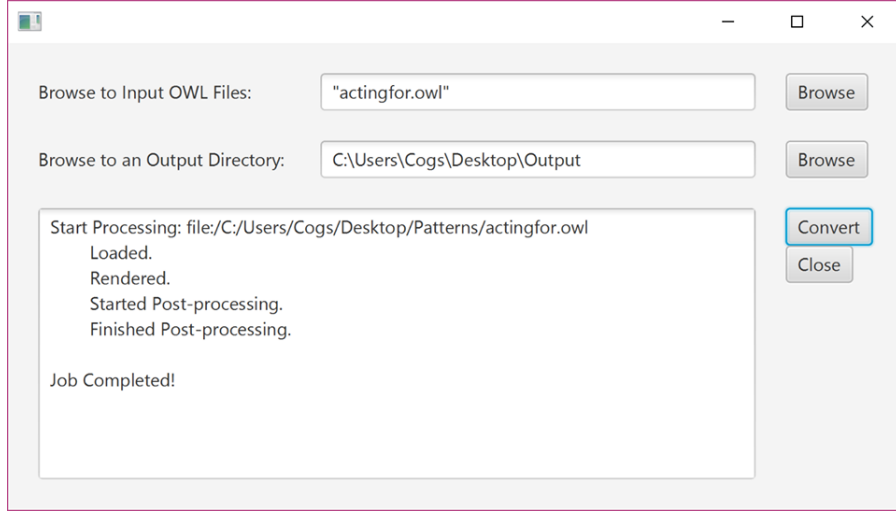 Browse to Input OWL Files: "actingfor.owl" Browse
Browse to an Output Directory: C:\Users\Cogs\Desktop\Output Browse
Start Processing: file:/C:/Users/Cogs/Desktop/Patterns/actingfor.owl
Loaded.
Rendered.
Started Post-processing.
Finished Post-processing.
Job Completed!
Convert
Close